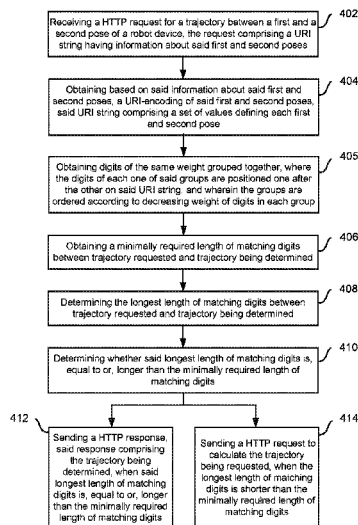 402
Receiving a HTTP request for a trajectory between a first and a
second pose of a robot device, the request comprising a URI
string having information about said first and second poses
404
Obtaining based on said information about said first and
second poses, a URI-encoding of said first and second poses,
said URI string comprising a set of values defining each first
and second pose
405
Obtaining digits of the same weight grouped together, where
the digits of each one of said groups are positioned one after
the other on said URI string, and wherein the groups are
ordered according to decreasing weight of digits in each group
406
Obtaining a minimally required length of matching digits
between trajectory requested and trajectory being determined
408
Determining the longest length of matching digits between
trajectory requested and trajectory being determined
410
Determining whether said longest length of matching digits is,
equal to or, longer than the minimally required length of
matching digits
412
Sending a HTTP response,
said response comprising
the trajectory being
determined, when said
longest length of matching
digits is, equal to or, longer
than the minimally required
length of matching digits
414
Sending a HTTP request to
calculate the trajectory
being requested, when the
longest length of matching
digits is shorter than the
minimally required length of
matching digits